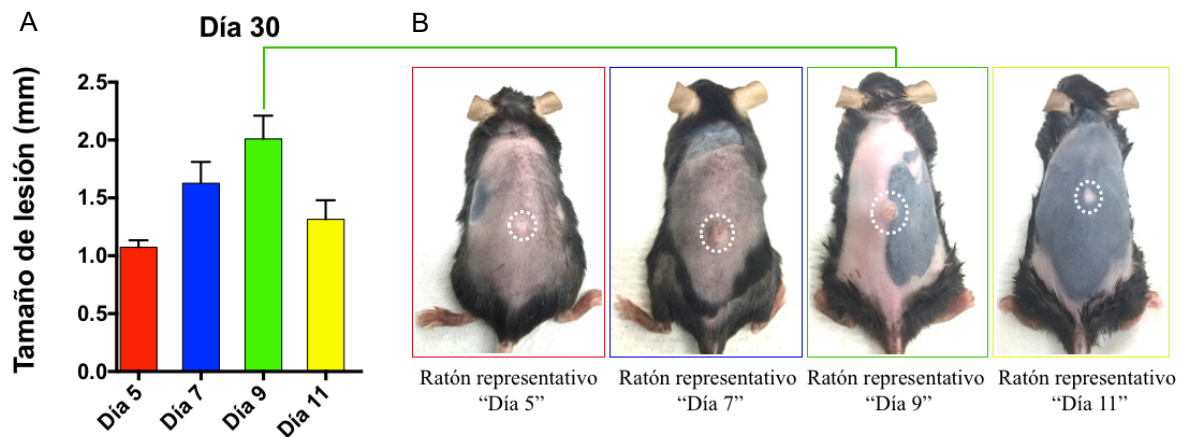 A
Día 30
B
Tamaño de lesión (mm)
2.5
2.0
1.5
1.0
0.5
0.0
Día 5
Día 7
Día 9
Día 11
Ratón representativo
“Día 5”
Ratón representativo
“Día 7”
Ratón representativo
“Día 9”
Ratón representativo
“Día 11”